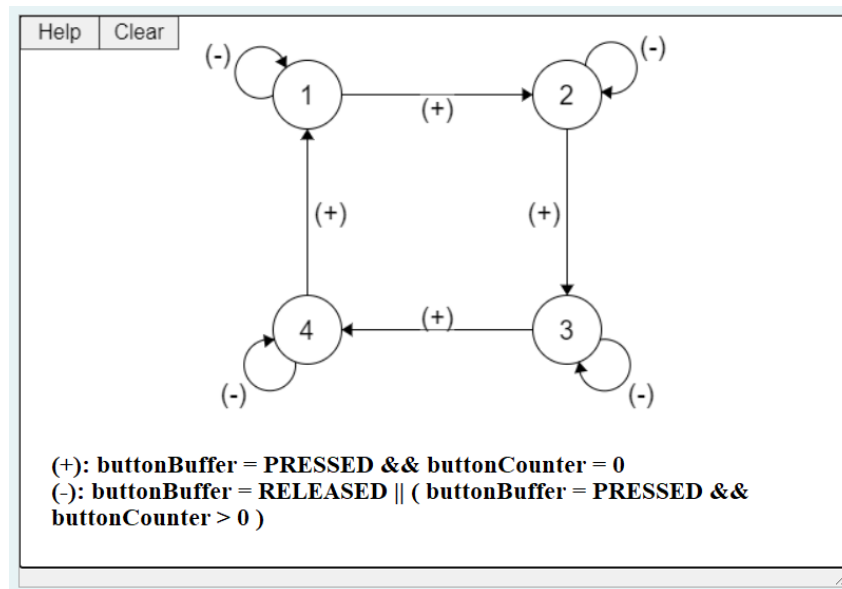 Help Clear
(-) (-)
1 2
(+)
(+) (+)
(+)
4 3
(-) (-)
(+): buttonBuffer = PRESSED && buttonCounter = 0
(-): buttonBuffer = RELEASED || ( buttonBuffer = PRESSED &&
buttonCounter > 0 )